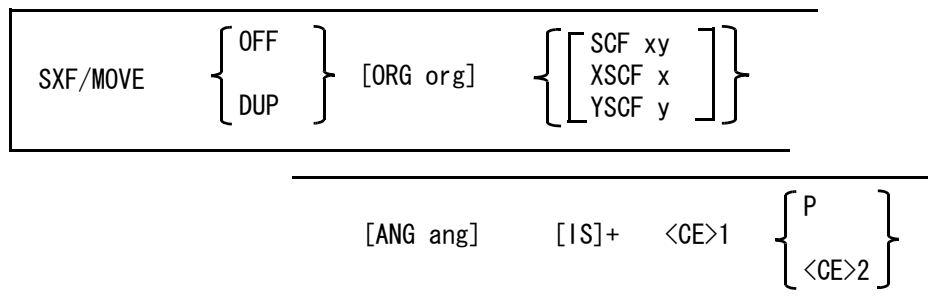 OFF SCF xy
SXF/MOVE [ORG org] XSCF x
DUP YSCF y
P
[ANG ang] [IS]+ <CE>1
<CE>2